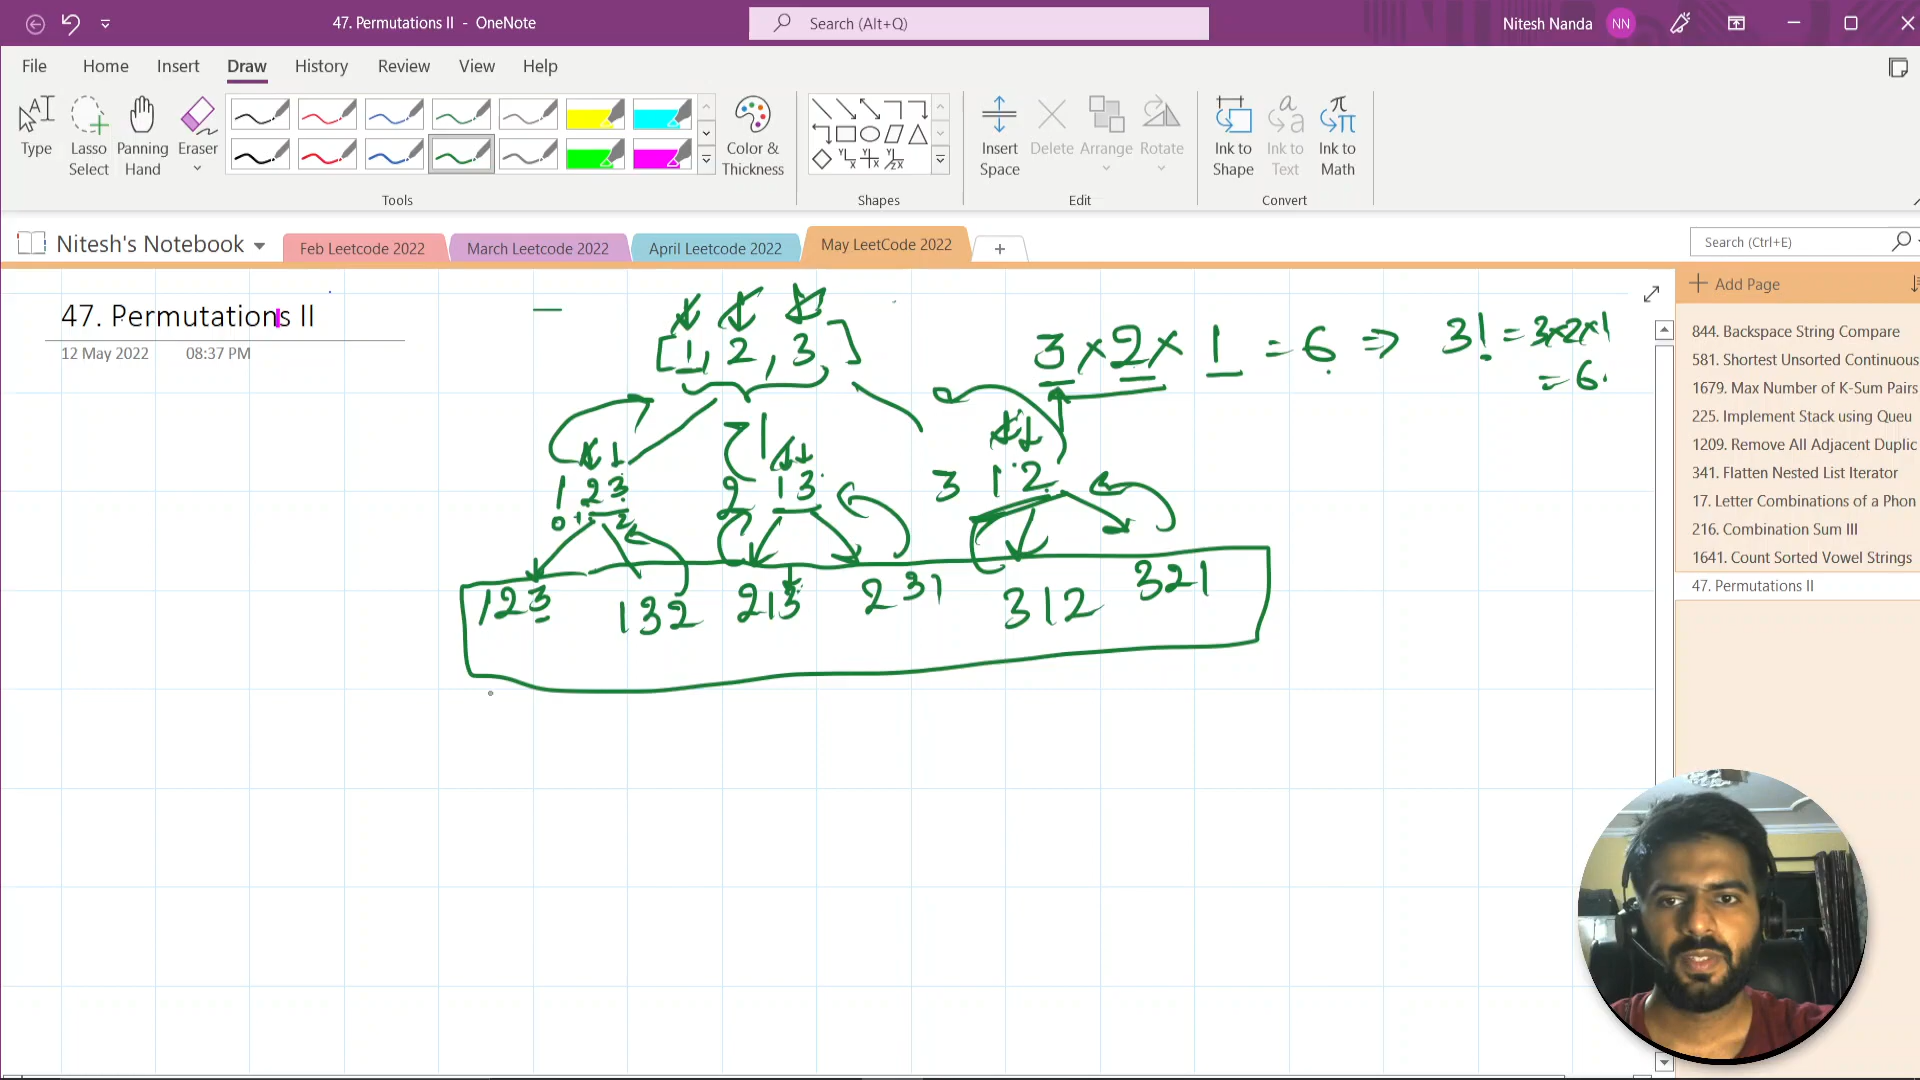 47. Permutations II - OneNote
Search (Alt+Q)
Nitesh Nanda
NN
File Home Insert Draw History Review View Help
Type
Lasso Select
Panning Hand
Eraser
Color & Thickness
Insert Space
Delete
Arrange
Rotate
Ink to Shape
Ink to Text
Ink to Math
Tools
Shapes
Edit
Convert
Nitesh's Notebook
Feb Leetcode 2022
March Leetcode 2022
April Leetcode 2022
May LeetCode 2022
Search (Ctrl+E)
47. Permutations II
12 May 2022 08:37 PM
[1, 2, 3]
3 × 2 × 1 = 6 ⇒ 3! = 3×2×1
= 6.
1 2 3
2 1 3
3 1 2
123
132
213
231
312
321
Add Page
844. Backspace String Compare
581. Shortest Unsorted Continuous
1679. Max Number of K-Sum Pairs
225. Implement Stack using Queu
1209. Remove All Adjacent Duplic
341. Flatten Nested List Iterator
17. Letter Combinations of a Phon
216. Combination Sum III
1641. Count Sorted Vowel Strings
47. Permutations II